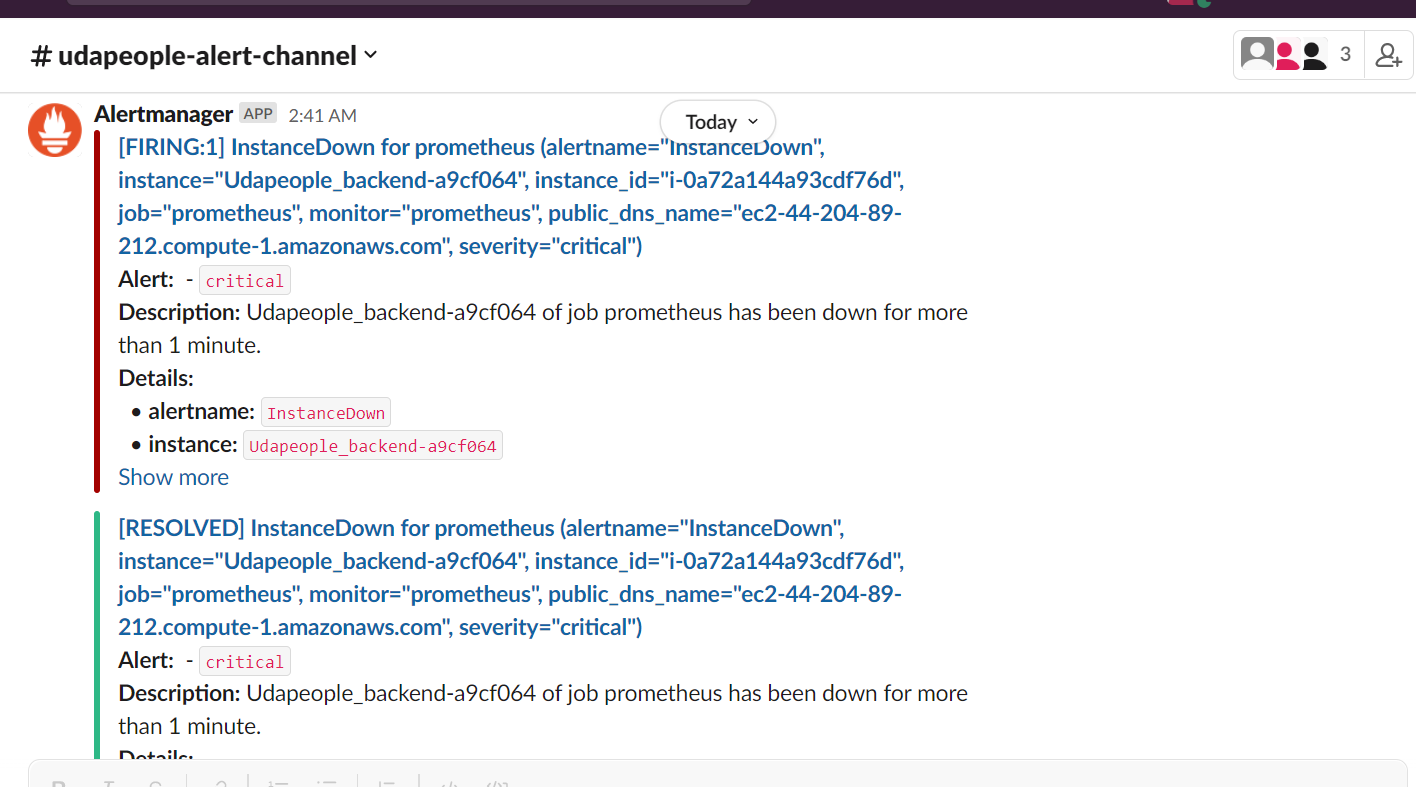 # udapeople-alert-channel
3
Alertmanager APP 2:41 AM
Today
[FIRING:1] InstanceDown for prometheus (alertname="InstanceDown",
instance="Udapeople_backend-a9cf064", instance_id="i-0a72a144a93cdf76d",
job="prometheus", monitor="prometheus", public_dns_name="ec2-44-204-89-
212.compute-1.amazonaws.com", severity="critical")
Alert: - critical
Description: Udapeople_backend-a9cf064 of job prometheus has been down for more
than 1 minute.
Details:
• alertname: InstanceDown
• instance: Udapeople_backend-a9cf064
Show more
[RESOLVED] InstanceDown for prometheus (alertname="InstanceDown",
instance="Udapeople_backend-a9cf064", instance_id="i-0a72a144a93cdf76d",
job="prometheus", monitor="prometheus", public_dns_name="ec2-44-204-89-
212.compute-1.amazonaws.com", severity="critical")
Alert: - critical
Description: Udapeople_backend-a9cf064 of job prometheus has been down for more
than 1 minute.
Details: